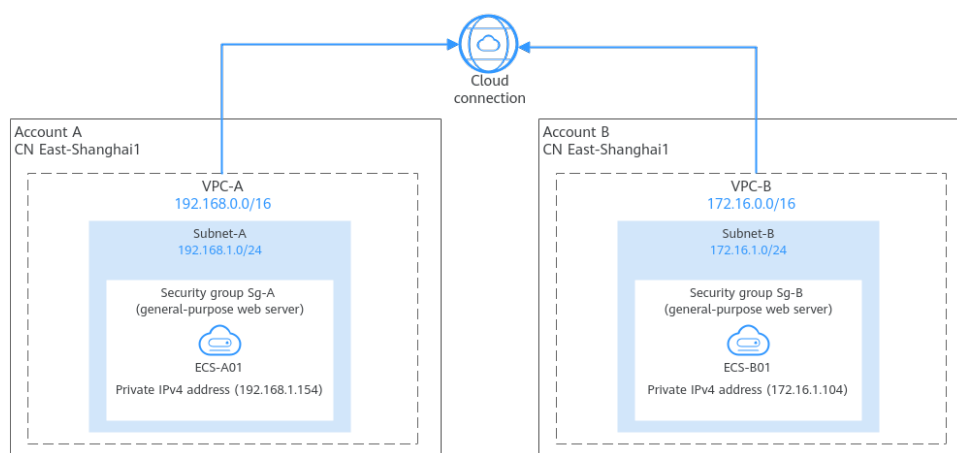 Cloud
connection
Account A
CN East-Shanghai1
VPC-A
192.168.0.0/16
Subnet-A
192.168.1.0/24
Security group Sg-A
(general-purpose web server)
ECS-A01
Private IPv4 address (192.168.1.154)
Account B
CN East-Shanghai1
VPC-B
172.16.0.0/16
Subnet-B
172.16.1.0/24
Security group Sg-B
(general-purpose web server)
ECS-B01
Private IPv4 address (172.16.1.104)